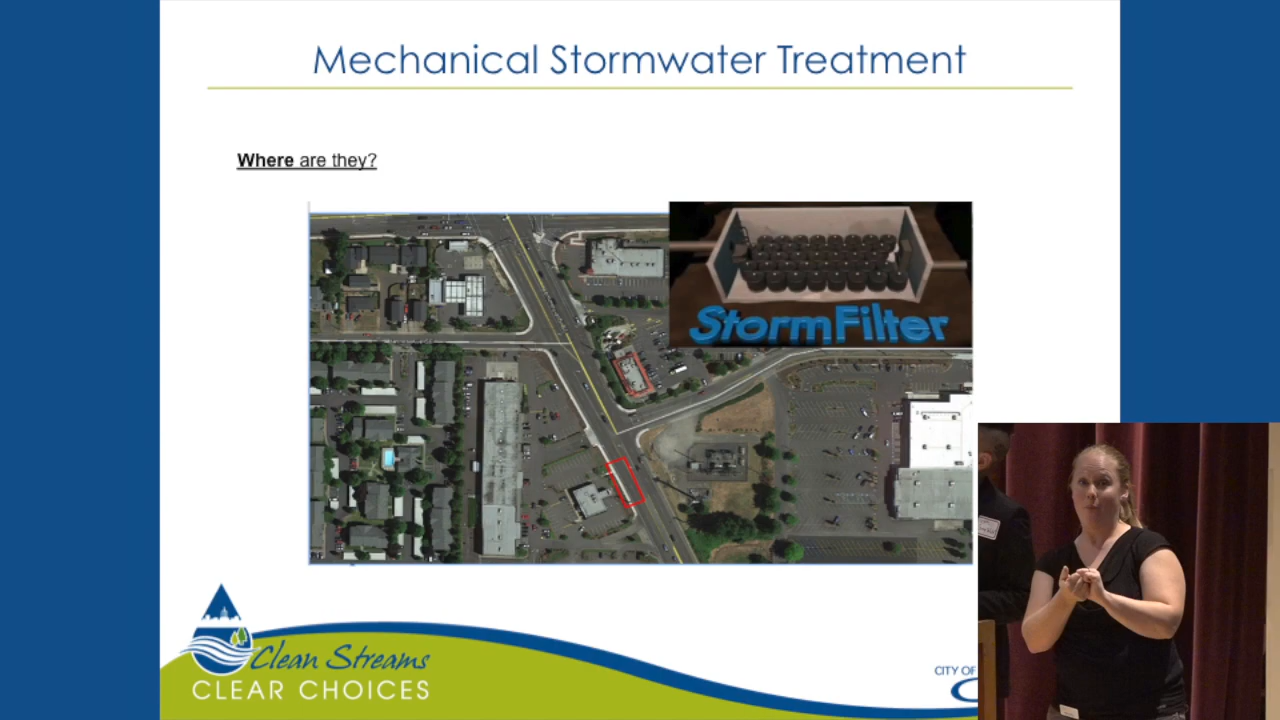 Mechanical Stormwater Treatment
Where are they?
StormFilter
Clean Streams
CLEAR CHOICES
CITY OF